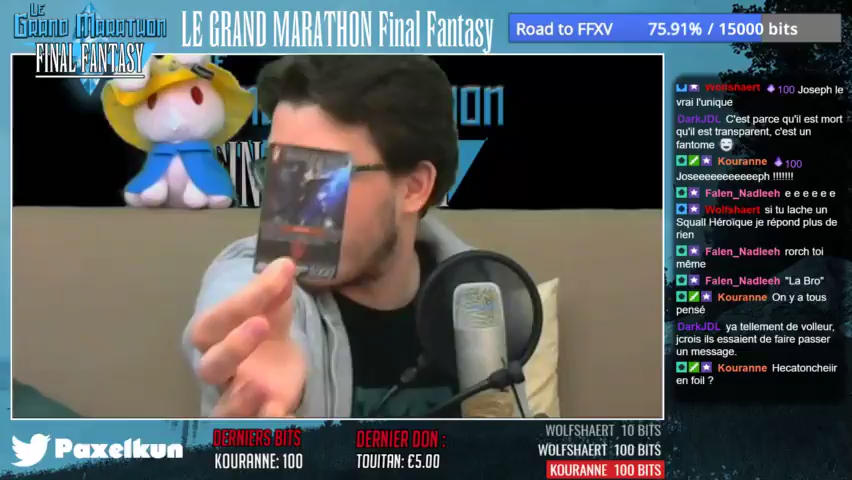 LE
GRAND MARATHON
FINAL FANTASY
LE GRAND MARATHON Final Fantasy
Road to FFXV 75.91% / 15000 bits
Wolfshaert 100 Joseph le
vrai l'unique
DarkJDL C'est parce qu'il est mort
qu'il est transparent, c'est un
fantome
Kouranne 100
Joseeeeeeeeeeph !!!!!!!
Falen_Nadleeh e e e e e e
Wolfshaert si tu lache un
Squall Héroïque je répond plus de
rien
Falen_Nadleeh rorch toi
même
Falen_Nadleeh "La Bro"
Kouranne On y a tous
pensé
DarkJDL ya tellement de volleur,
jcrois ils essaient de faire passer
un message.
Kouranne Hecatoncheiir
en foil ?
Paxelkun
DERNIERS BITS
KOURANNE: 100
DERNIER DON :
TOUITAN: €5.00
WOLFSHAERT 10 BITS
WOLFSHAERT 100 BITS
KOURANNE 100 BITS